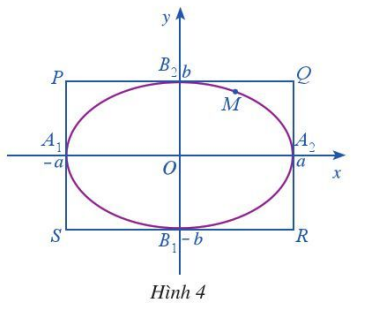 y
P B₂ b Q
M
A₁ A₂
-a O a x
S B₁ -b R
Hình 4